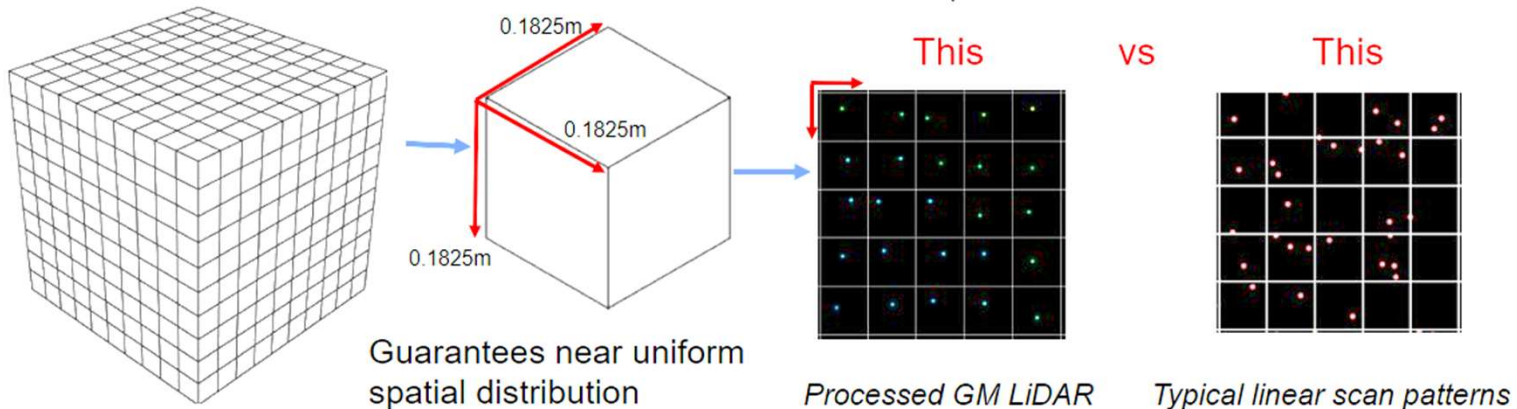 0.1825m
0.1825m
0.1825m
Guarantees near uniform
spatial distribution
This vs This
Processed GM LiDAR
Typical linear scan patterns